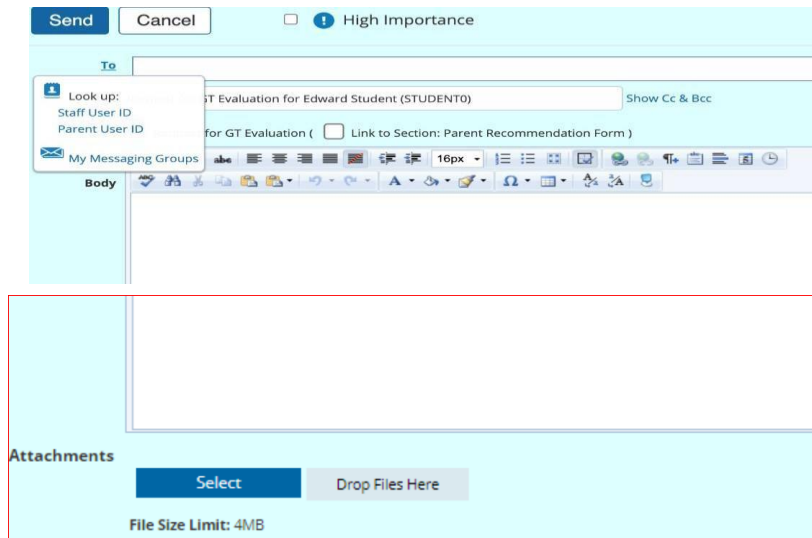 Send Cancel High Importance
To
Look up:
GT Evaluation for Edward Student (STUDENT0) Show Cc & Bcc
Staff User ID
Parent User ID
for GT Evaluation ( Link to Section: Parent Recommendation Form )
My Messaging Groups abc 16px
Body ABC A Ω
Attachments
Select Drop Files Here
File Size Limit: 4MB